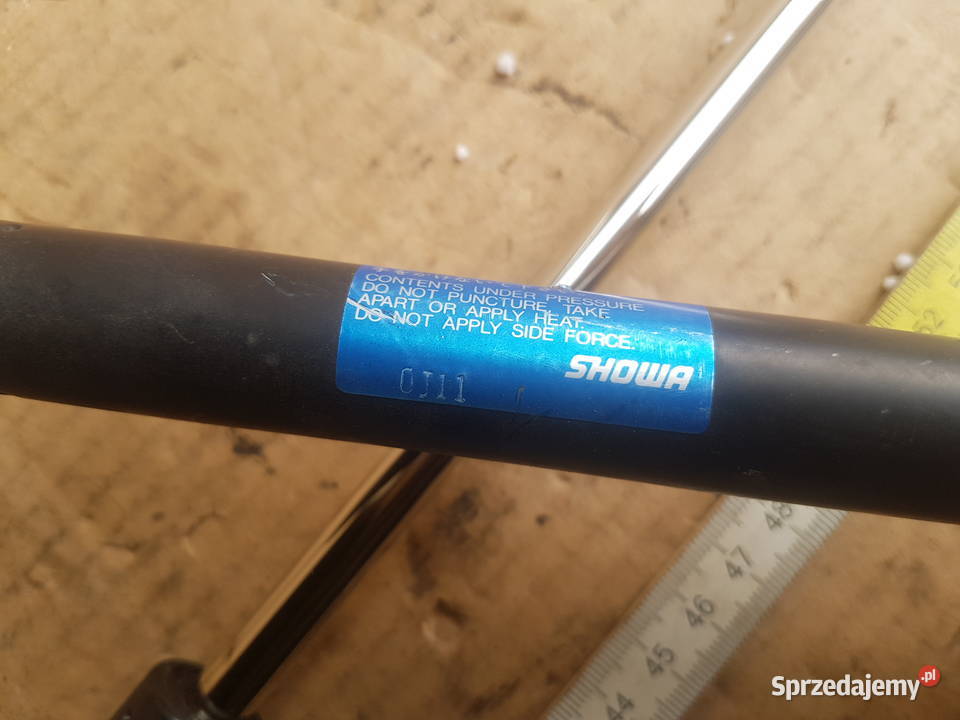 CONTENTS UNDER PRESSURE
DO NOT PUNCTURE, TAKE
APART OR APPLY HEAT.
DO NOT APPLY SIDE FORCE.
SHOWA
0J11
52
48
47
46
45
44
Sprzedajemy.pl